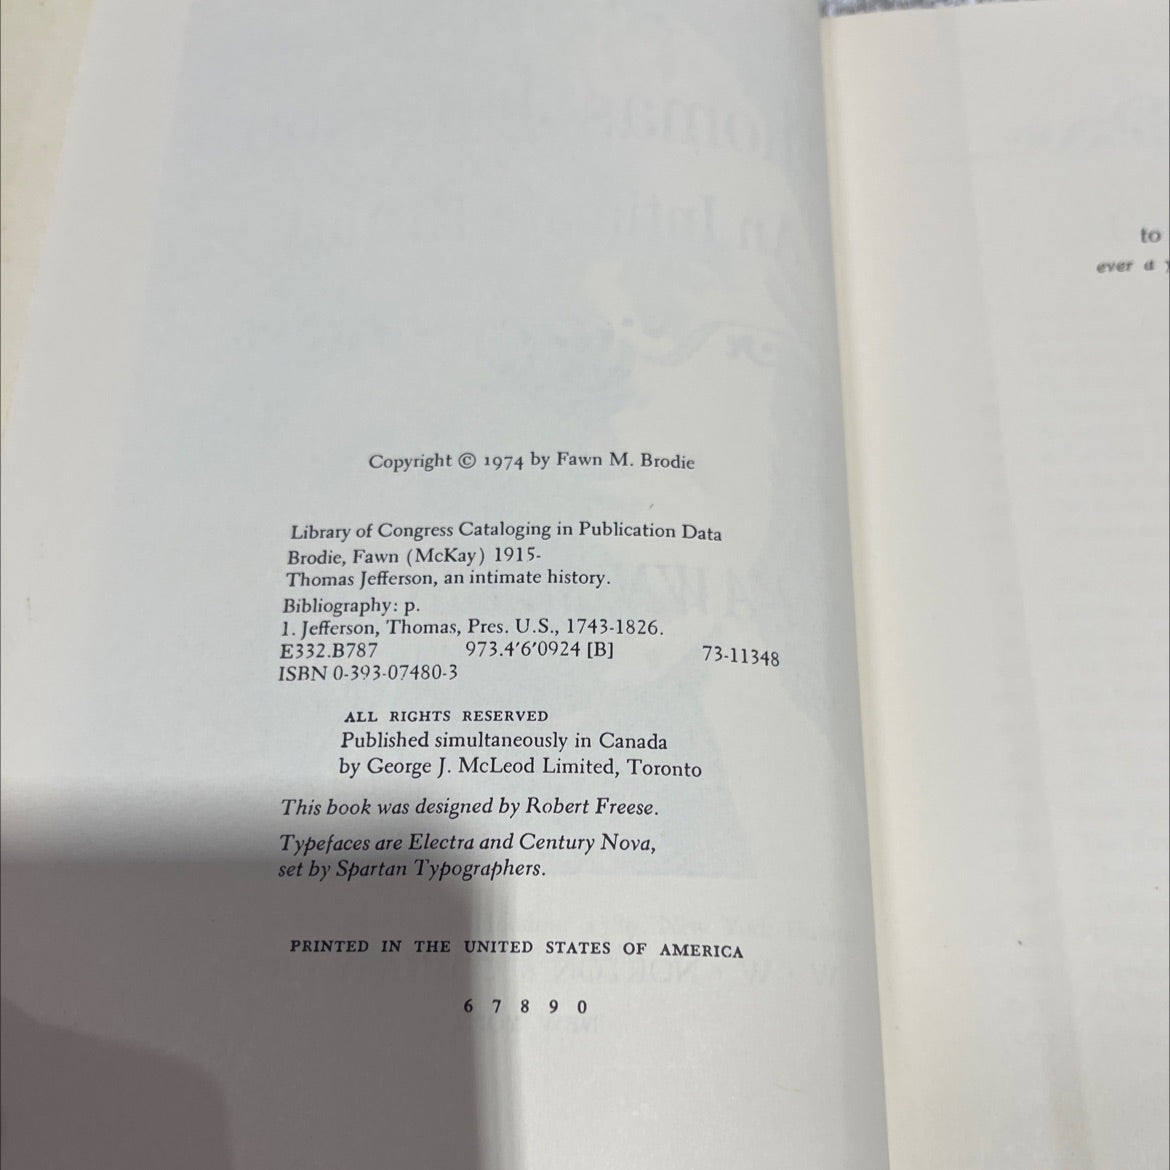 Copyright © 1974 by Fawn M. Brodie
Library of Congress Cataloging in Publication Data
Brodie, Fawn (McKay) 1915-
Thomas Jefferson, an intimate history.
Bibliography: p.
1. Jefferson, Thomas, Pres. U.S., 1743-1826.
E332.B787 973.4′6′0924 [B] 73-11348
ISBN 0-393-07480-3
ALL RIGHTS RESERVED
Published simultaneously in Canada
by George J. McLeod Limited, Toronto
This book was designed by Robert Freese.
Typefaces are Electra and Century Nova,
set by Spartan Typographers.
PRINTED IN THE UNITED STATES OF AMERICA
6 7 8 9 0
to
ever a